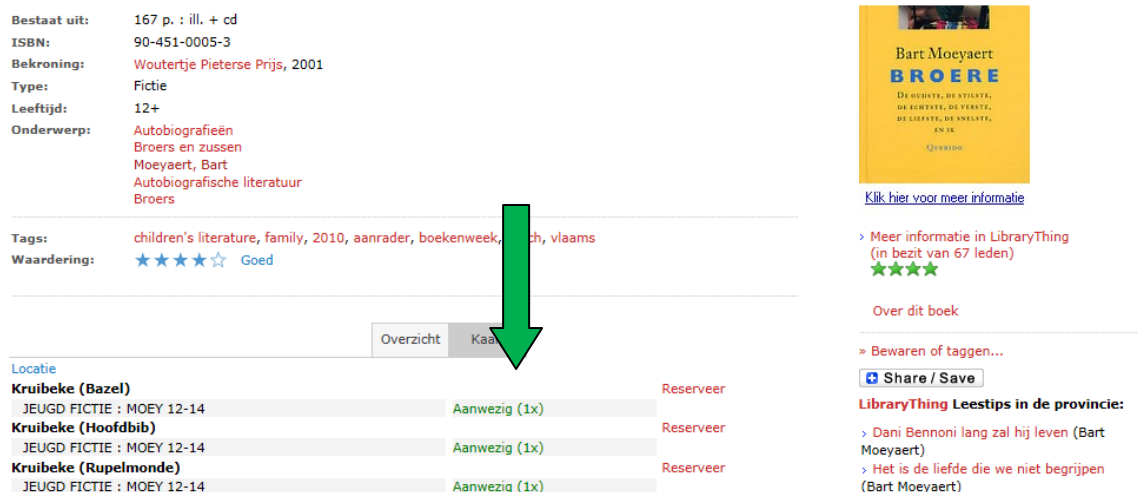 Bestaat uit: 167 p. : ill. + cd
ISBN: 90-451-0005-3
Bekroning: Woutertje Pieterse Prijs, 2001
Type: Fictie
Leeftijd: 12+
Onderwerp: Autobiografieën
Broers en zussen
Moeyaert, Bart
Autobiografische literatuur
Broers
Tags: children's literature, family, 2010, aanrader, boekenweek, ch, vlaams
Waardering: Goed
Overzicht Kaa
Locatie
Kruibeke (Bazel) Reserveer
JEUGD FICTIE : MOEY 12-14 Aanwezig (1x)
Kruibeke (Hoofdbib) Reserveer
JEUGD FICTIE : MOEY 12-14 Aanwezig (1x)
Kruibeke (Rupelmonde) Reserveer
JEUGD FICTIE : MOEY 12-14 Aanwezig (1x)
Bart Moeyaert
BROERE
De oudste, de stilste,
de echtste, de verste,
de liefste, de snelste,
en ik
Querido
Klik hier voor meer informatie
› Meer informatie in LibraryThing
(in bezit van 67 leden)
Over dit boek
» Bewaren of taggen...
Share / Save
LibraryThing Leestips in de provincie:
› Dani Bennoni lang zal hij leven (Bart
Moeyaert)
› Het is de liefde die we niet begrijpen
(Bart Moeyaert)